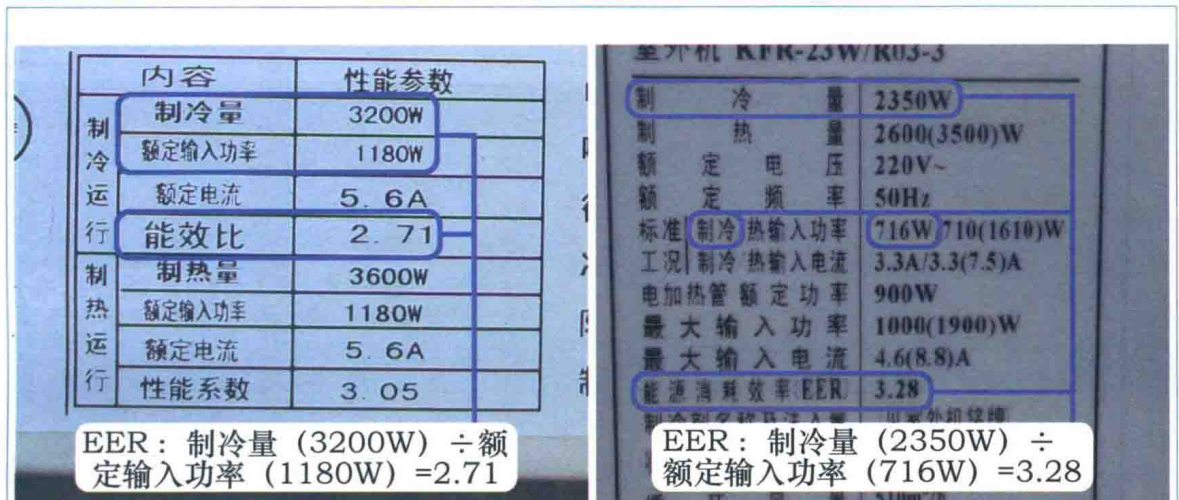 内容 性能参数
制冷运行
制冷量 3200W
额定输入功率 1180W
额定电流 5. 6A
能效比 2. 71
制热运行
制热量 3600W
额定输入功率 1180W
额定电流 5. 6A
性能系数 3. 05
EER：制冷量（3200W）÷额
定输入功率（1180W）=2.71
室外机 KFR-23W/R03-3
制冷量 2350W
制热量 2600(3500)W
额定电压 220V~
额定频率 50Hz
标准 制冷/热输入功率 716W/710(1610)W
工况 制冷/热输入电流 3.3A/3.3(7.5)A
电加热管额定功率 900W
最大输入功率 1000(1900)W
最大输入电流 4.6(8.8)A
能源消耗效率(EER) 3.28
EER：制冷量（2350W）÷
额定输入功率（716W）=3.28